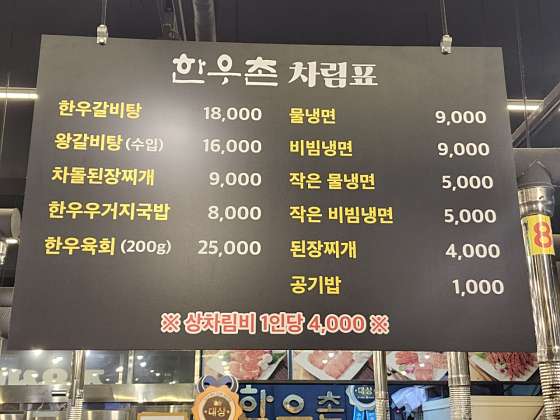 한우촌 차림표
한우갈비탕 18,000
왕갈비탕 (수입) 16,000
차돌된장찌개 9,000
한우우거지국밥 8,000
한우육회 (200g) 25,000
물냉면 9,000
비빔냉면 9,000
작은 물냉면 5,000
작은 비빔냉면 5,000
된장찌개 4,000
공기밥 1,000
※ 상차림비 1인당 4,000 ※
8
대상
한우촌
대상